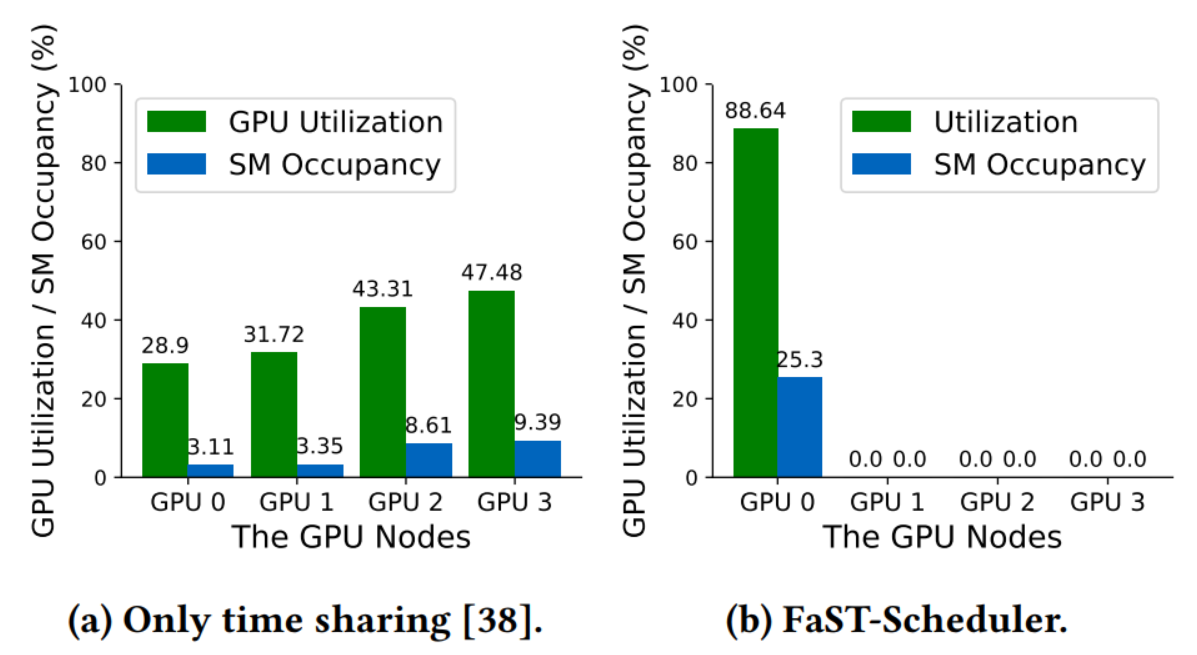 GPU Utilization / SM Occupancy (%)
100
80
60
40
20
0
GPU Utilization
SM Occupancy
28.9
3.11
31.72
3.35
43.31
8.61
47.48
9.39
GPU 0 GPU 1 GPU 2 GPU 3
The GPU Nodes
(a) Only time sharing [38].
GPU Utilization / SM Occupancy (%)
100
80
60
40
20
0
Utilization
SM Occupancy
88.64
25.3
0.0 0.0
0.0 0.0
0.0 0.0
GPU 0 GPU 1 GPU 2 GPU 3
The GPU Nodes
(b) FaST-Scheduler.